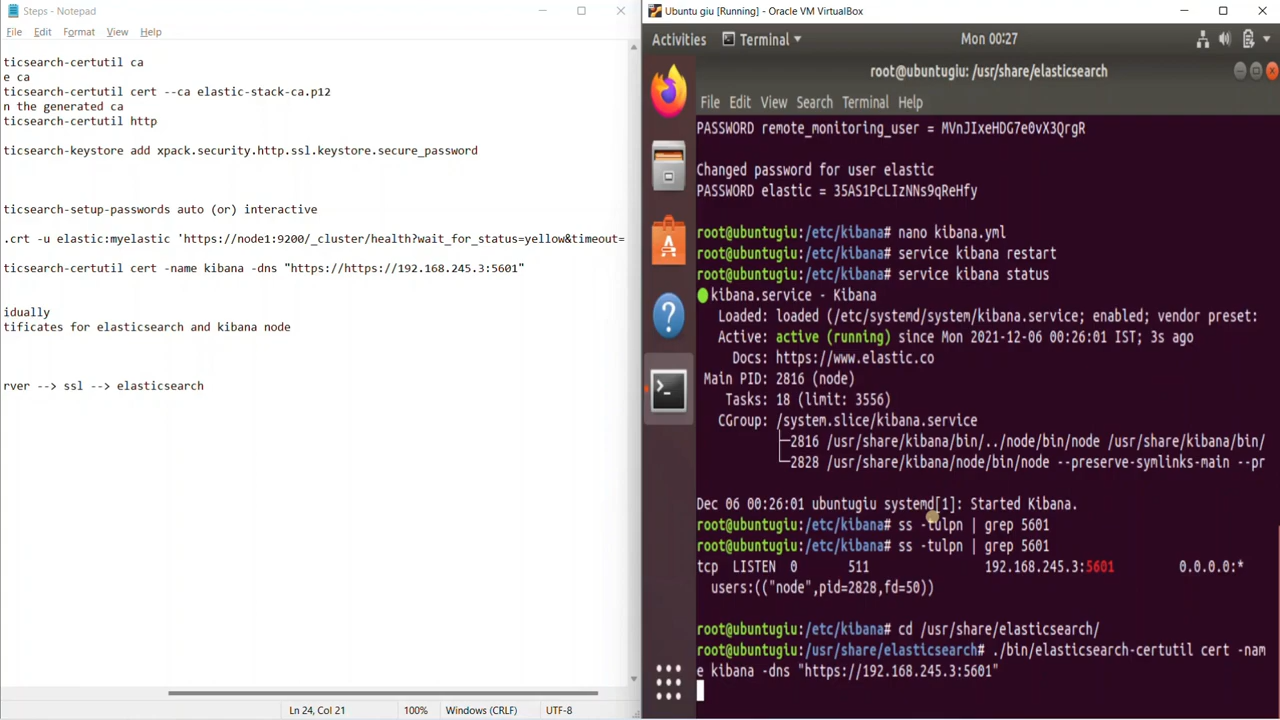 Steps - Notepad
File Edit Format View Help
ticsearch-certutil ca
e ca
ticsearch-certutil cert --ca elastic-stack-ca.p12
n the generated ca
ticsearch-certutil http
ticsearch-keystore add xpack.security.http.ssl.keystore.secure_password
ticsearch-setup-passwords auto (or) interactive
.crt -u elastic:myelastic 'https://node1:9200/_cluster/health?wait_for_status=yellow&timeout=
ticsearch-certutil cert -name kibana -dns "https://https://192.168.245.3:5601"
idually
tificates for elasticsearch and kibana node
rver --> ssl --> elasticsearch
Ln 24, Col 21 100% Windows (CRLF) UTF-8
Ubuntu giu [Running] - Oracle VM VirtualBox
Activities Terminal Mon 00:27
root@ubuntugiu: /usr/share/elasticsearch
File Edit View Search Terminal Help
PASSWORD remote_monitoring_user = MVnJIxeHDG7e0vX3QrgR
Changed password for user elastic
PASSWORD elastic = 35AS1PcLIzNNs9qReHfy
root@ubuntugiu:/etc/kibana# nano kibana.yml
root@ubuntugiu:/etc/kibana# service kibana restart
root@ubuntugiu:/etc/kibana# service kibana status
kibana.service - Kibana
Loaded: loaded (/etc/systemd/system/kibana.service; enabled; vendor preset:
Active: active (running) since Mon 2021-12-06 00:26:01 IST; 3s ago
Docs: https://www.elastic.co
Main PID: 2816 (node)
Tasks: 18 (limit: 3556)
CGroup: /system.slice/kibana.service
├─2816 /usr/share/kibana/bin/../node/bin/node /usr/share/kibana/bin/
└─2828 /usr/share/kibana/node/bin/node --preserve-symlinks-main --pr
Dec 06 00:26:01 ubuntugiu systemd[1]: Started Kibana.
root@ubuntugiu:/etc/kibana# ss -tulpn | grep 5601
root@ubuntugiu:/etc/kibana# ss -tulpn | grep 5601
tcp LISTEN 0 511 192.168.245.3:5601 0.0.0.0:*
users:(("node",pid=2828,fd=50))
root@ubuntugiu:/etc/kibana# cd /usr/share/elasticsearch/
root@ubuntugiu:/usr/share/elasticsearch# ./bin/elasticsearch-certutil cert -nam
e kibana -dns "https://192.168.245.3:5601"